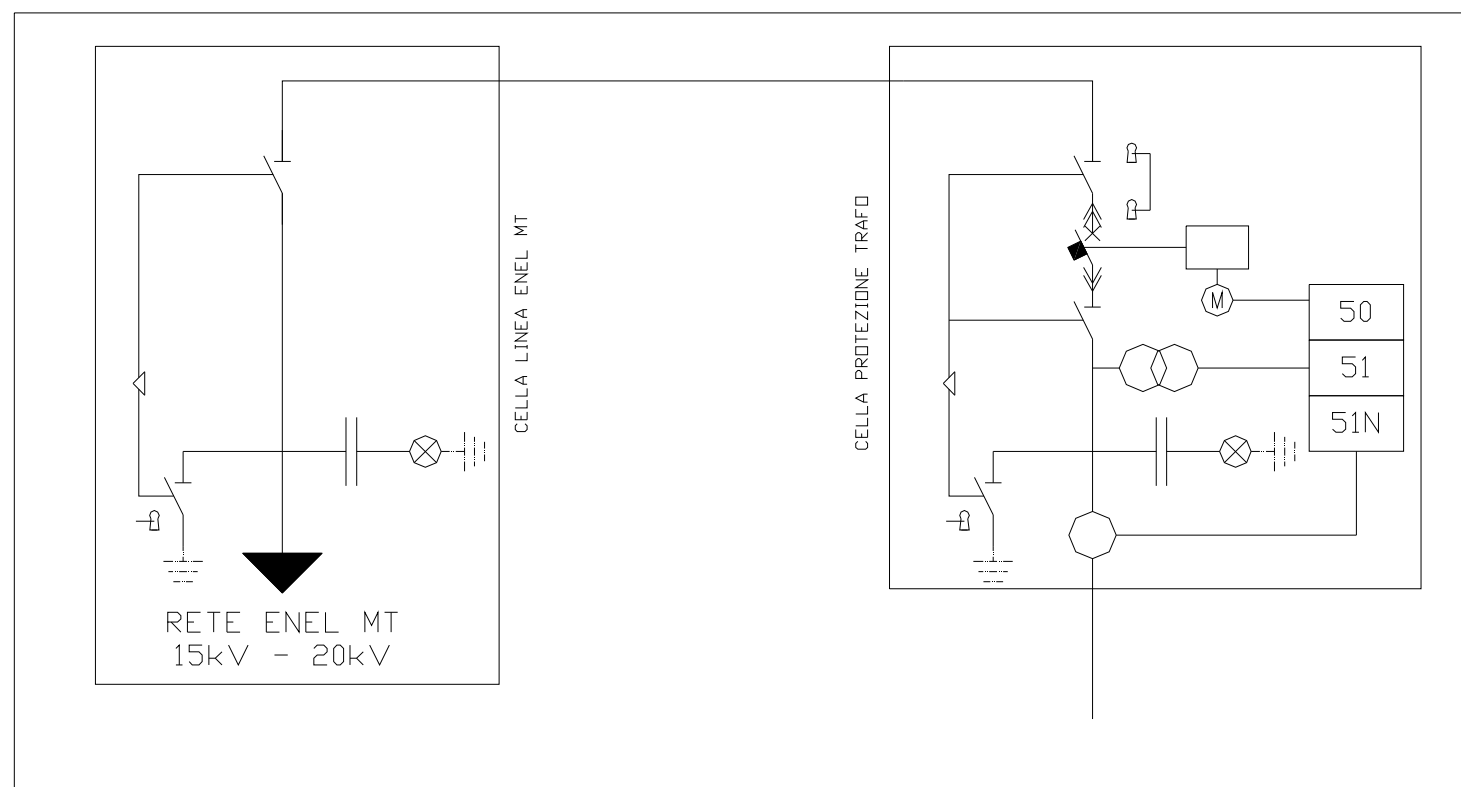 CELLA LINEA ENEL MT
RETE ENEL MT
15kV - 20kV
CELLA PROTEZIONE TRAFO
M
50
51
51N